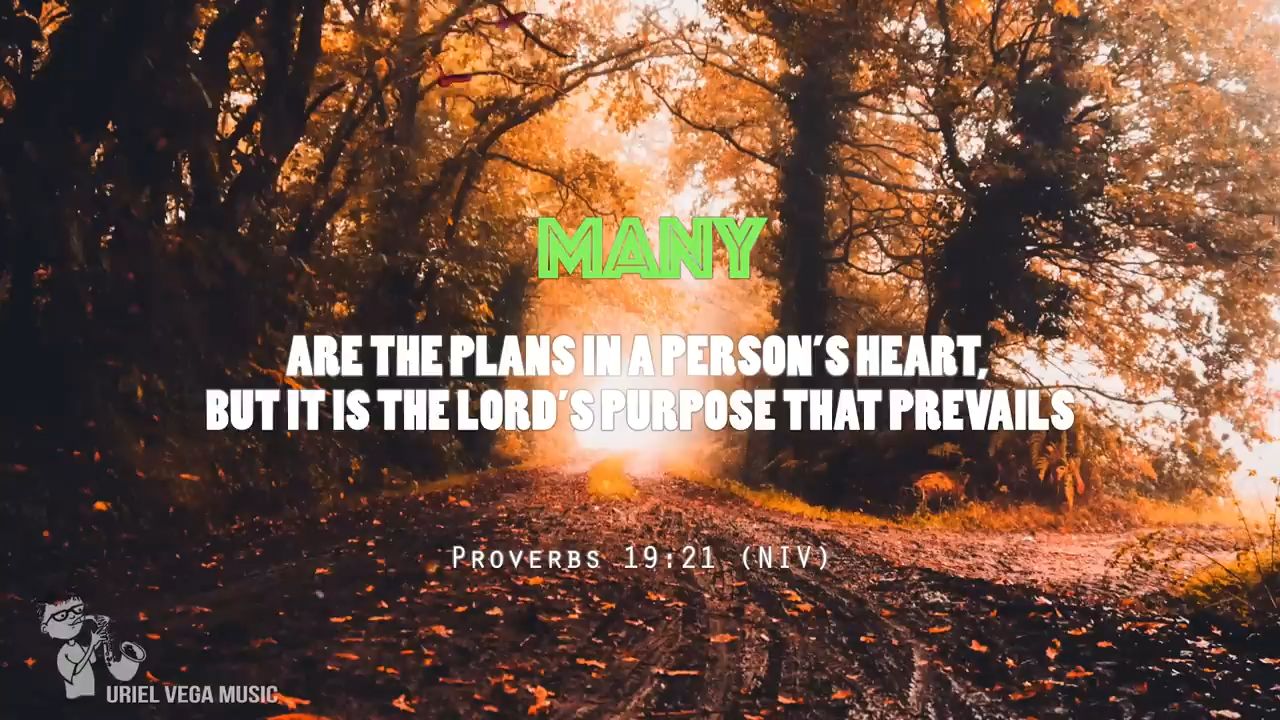 MANY
ARE THE PLANS IN A PERSON'S HEART,
BUT IT IS THE LORD'S PURPOSE THAT PREVAILS
Proverbs 19:21 (NIV)
URIEL VEGA MUSIC